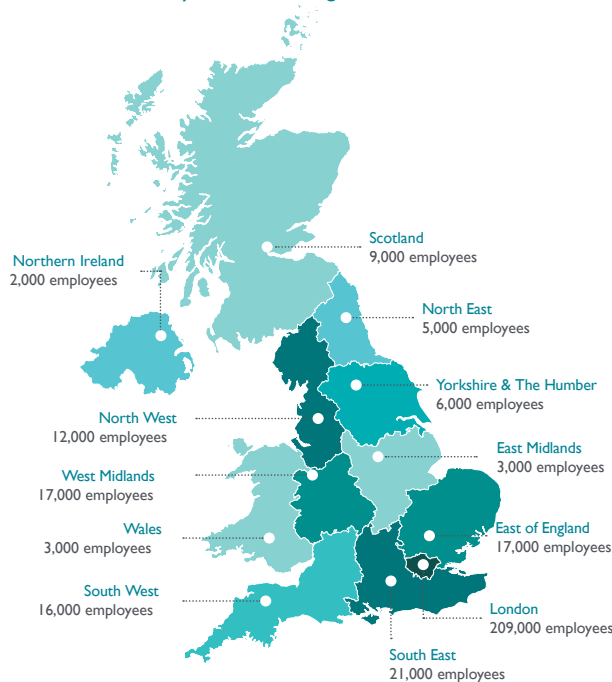 Scotland
9,000 employees
Northern Ireland
2,000 employees
North East
5,000 employees
Yorkshire & The Humber
6,000 employees
North West
12,000 employees
East Midlands
3,000 employees
West Midlands
17,000 employees
Wales
3,000 employees
East of England
17,000 employees
South West
16,000 employees
London
209,000 employees
South East
21,000 employees